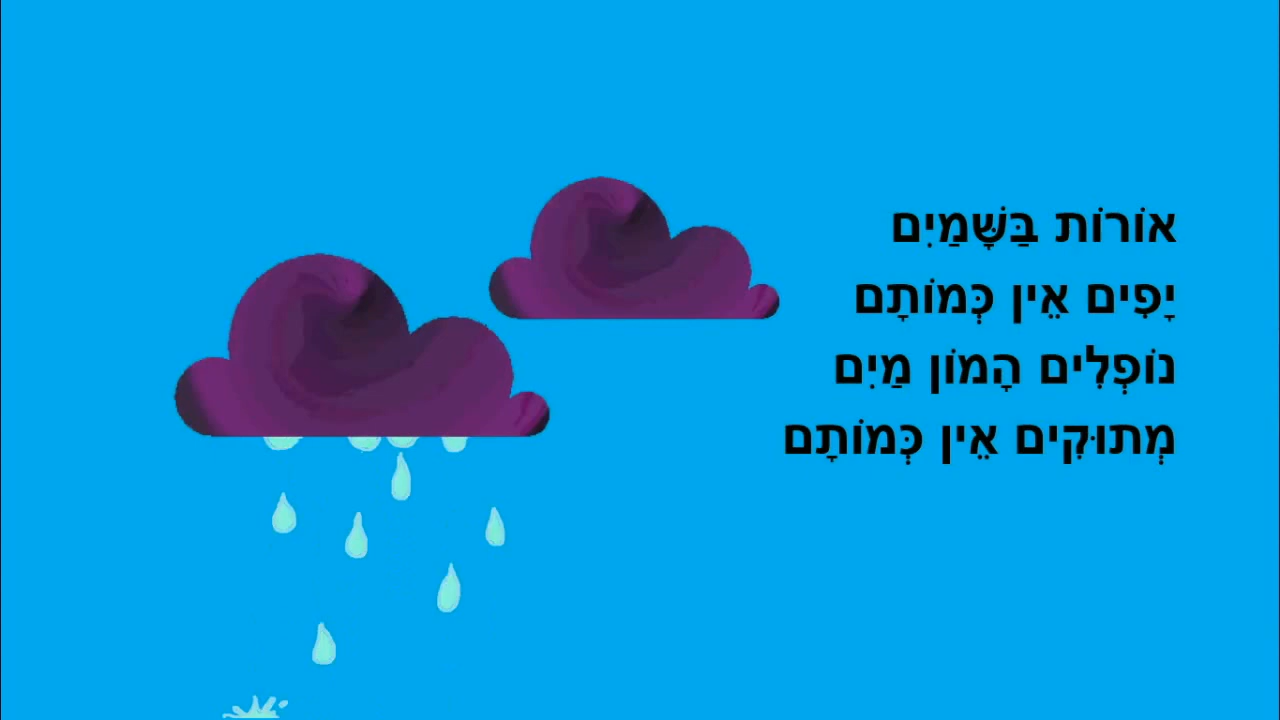 אוֹרוֹת בַּשָּׁמַיִם
יָפִים אֵין כְּמוֹתָם
נוֹפְלִים הָמוֹן מַיִם
מְתוּקִים אֵין כְּמוֹתָם